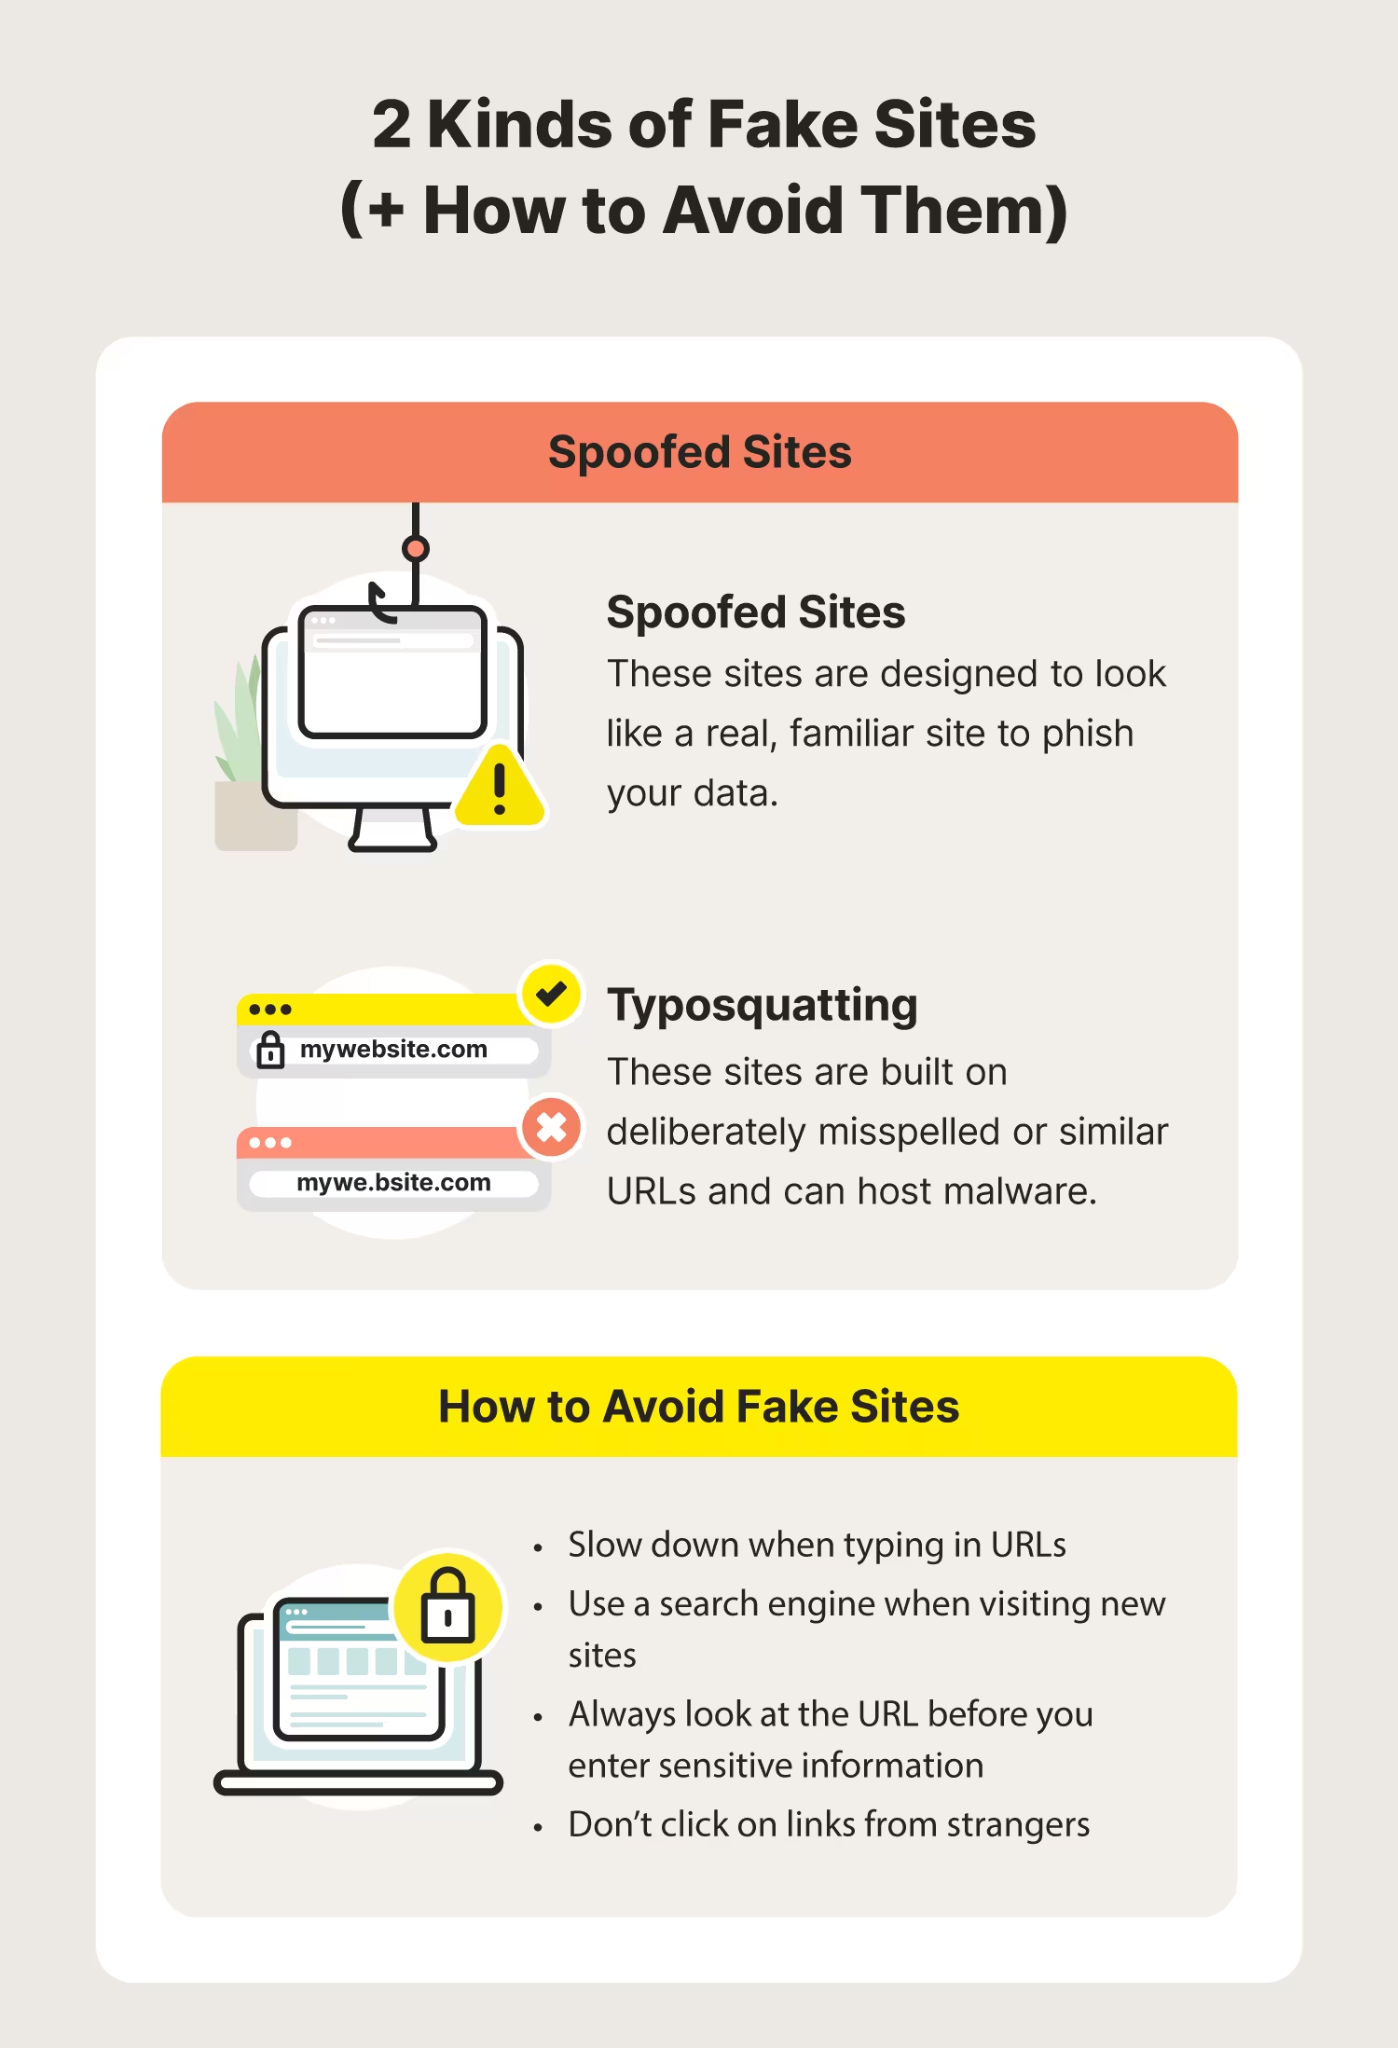 2 Kinds of Fake Sites
(+ How to Avoid Them)
Spoofed Sites
Spoofed Sites
These sites are designed to look
like a real, familiar site to phish
your data.
mywebsite.com
mywe.bsite.com
Typosquatting
These sites are built on
deliberately misspelled or similar
URLs and can host malware.
How to Avoid Fake Sites
• Slow down when typing in URLs
• Use a search engine when visiting new
sites
• Always look at the URL before you
enter sensitive information
• Don’t click on links from strangers